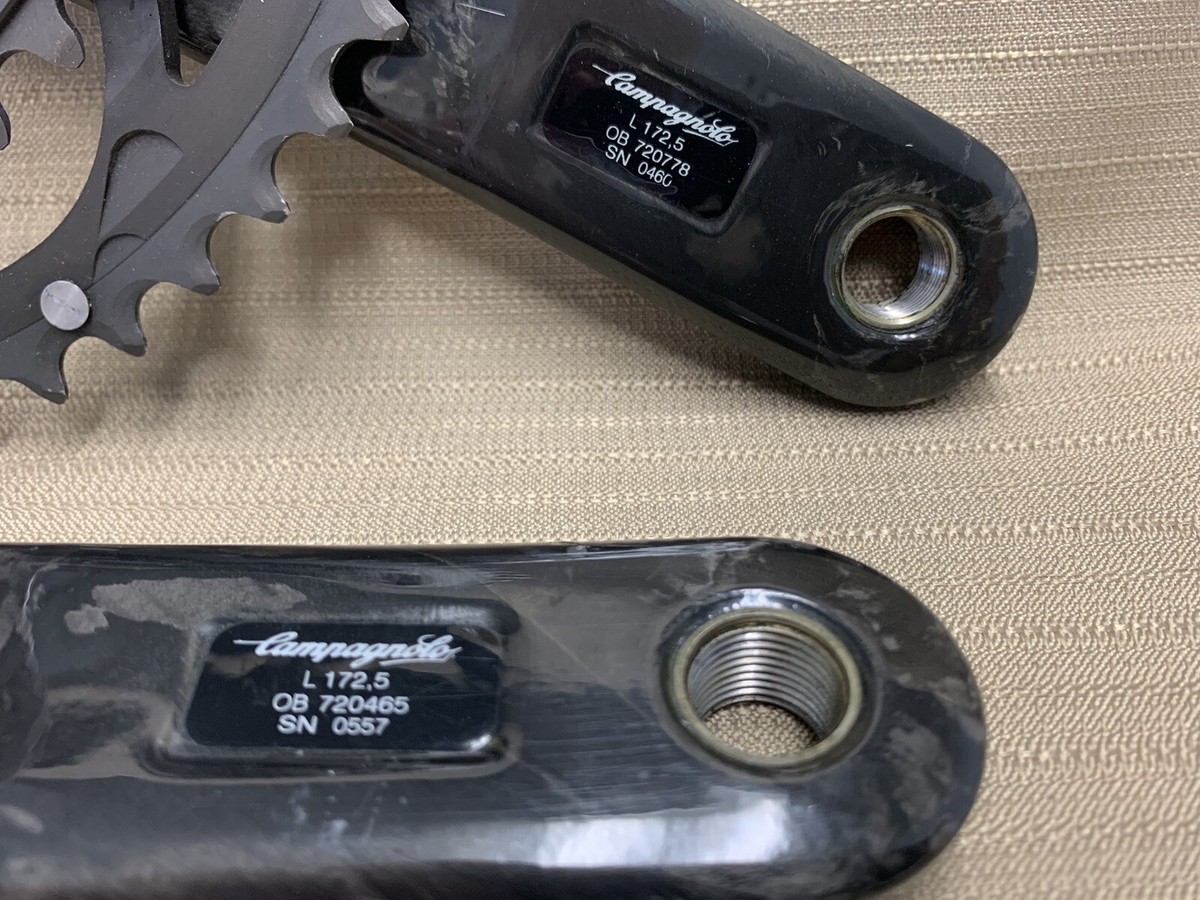 Campagnolo
L 172,5
OB 720778
SN 0460
Campagnolo
L 172,5
OB 720465
SN 0557